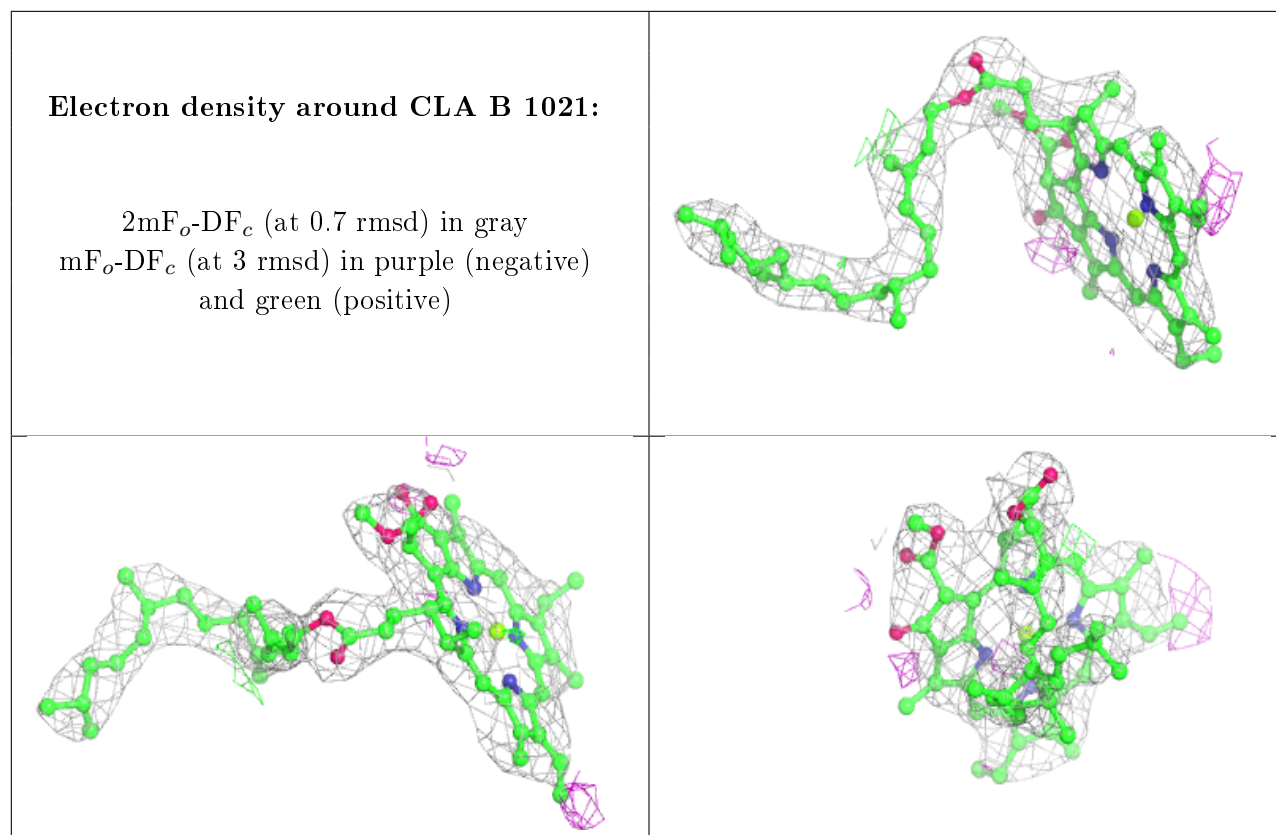 Electron density around CLA B 1021:
2mFo-DFc (at 0.7 rmsd) in gray
mFo-DFc (at 3 rmsd) in purple (negative)
and green (positive)